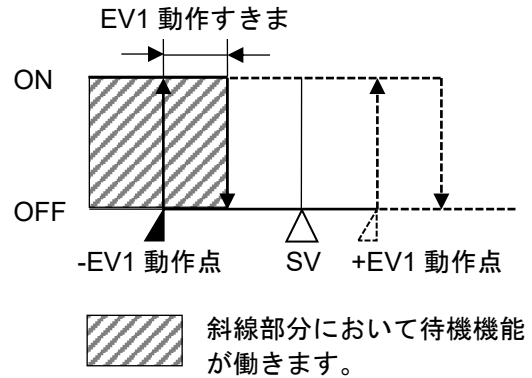 EV1 動作すきま
ON
OFF
-EV1 動作点
SV
+EV1 動作点
斜線部分において待機機能
が働きます。